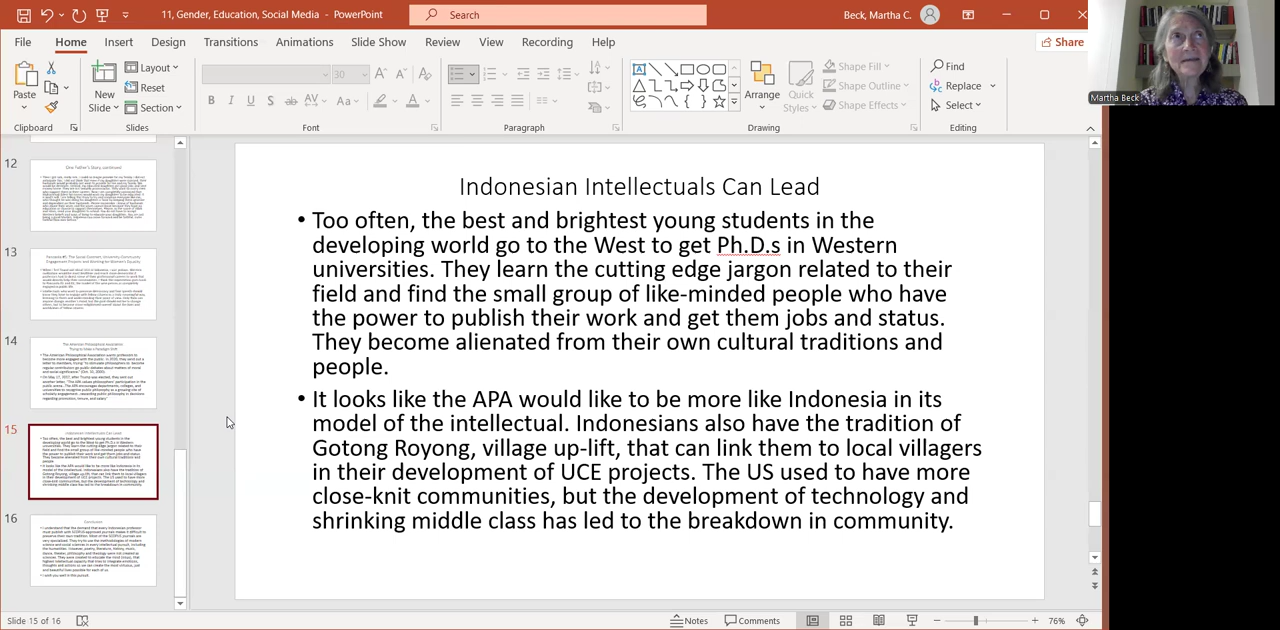 11, Gender, Education, Social Media - PowerPoint
Search
Beck, Martha C.
File Home Insert Design Transitions Animations Slide Show Review View Recording Help
Share
Paste
New
Slide
Layout
Reset
Section
30
B I U S ab AV Aa A
Arrange
Quick
Styles
Shape Fill
Shape Outline
Shape Effects
Find
Replace
Select
Martha Beck
Clipboard Slides Font Paragraph Drawing Editing
12
13
14
15
16
Indonesian Intellectuals Can Lead
• Too often, the best and brightest young students in the
developing world go to the West to get Ph.D.s in Western
universities. They learn the cutting edge jargon related to their
field and find the small group of like-minded people who have
the power to publish their work and get them jobs and status.
They become alienated from their own cultural traditions and
people.
• It looks like the APA would like to be more like Indonesia in its
model of the intellectual. Indonesians also have the tradition of
Gotong Royong, village up-lift, that can link them to local villagers
in their development of UCE projects. The US used to have more
close-knit communities, but the development of technology and
shrinking middle class has led to the breakdown in community.
Slide 15 of 16
Notes
Comments
76%